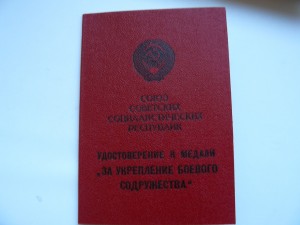 СОЮЗ
СОВЕТСКИХ
СОЦИАЛИСТИЧЕСКИХ
РЕСПУБЛИК
УДОСТОВЕРЕНИЕ К МЕДАЛИ
„ЗА УКРЕПЛЕНИЕ БОЕВОГО
СОДРУЖЕСТВА"